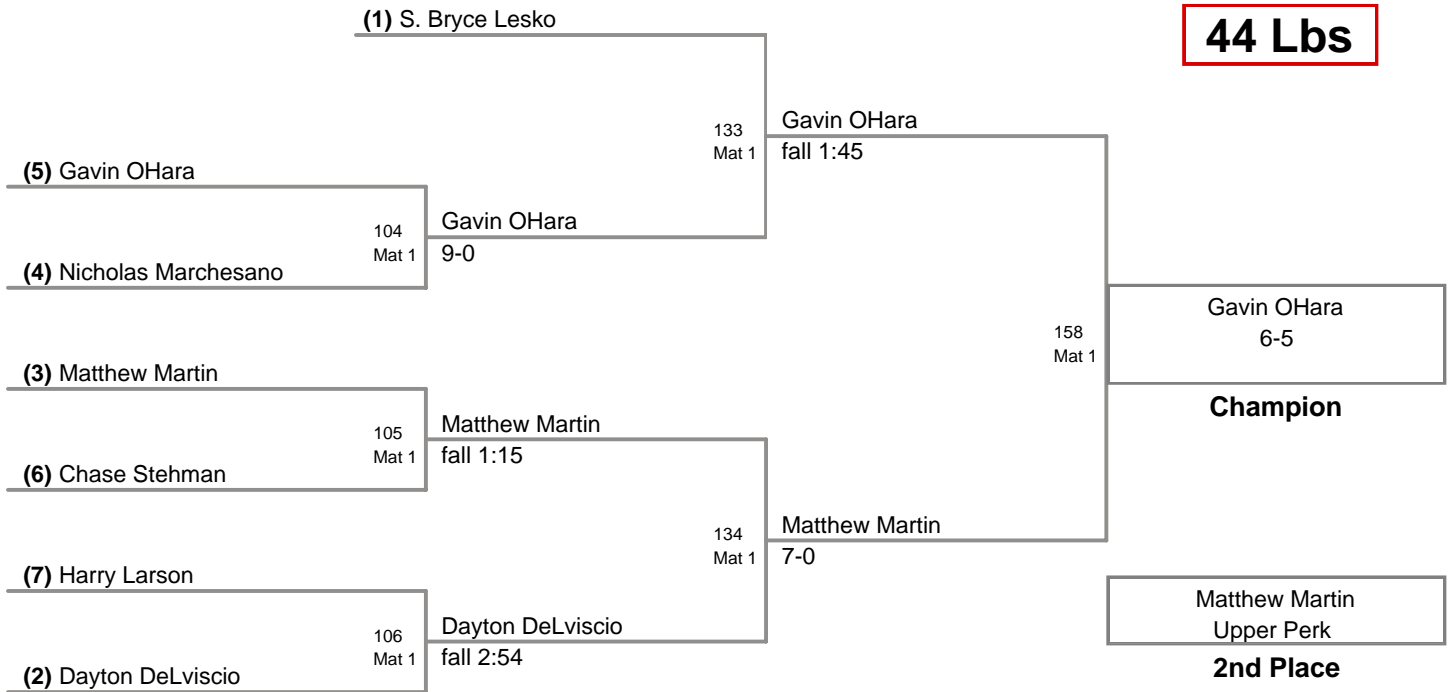 (1) S. Bryce Lesko
44 Lbs
133
Mat 1
Gavin OHara
fall 1:45
(5) Gavin OHara
104
Mat 1
Gavin OHara
9-0
(4) Nicholas Marchesano
158
Mat 1
Gavin OHara
6-5
Champion
(3) Matthew Martin
105
Mat 1
Matthew Martin
fall 1:15
(6) Chase Stehman
134
Mat 1
Matthew Martin
7-0
(7) Harry Larson
106
Mat 1
Dayton DeLviscio
fall 2:54
(2) Dayton DeLviscio
Matthew Martin
Upper Perk
2nd Place